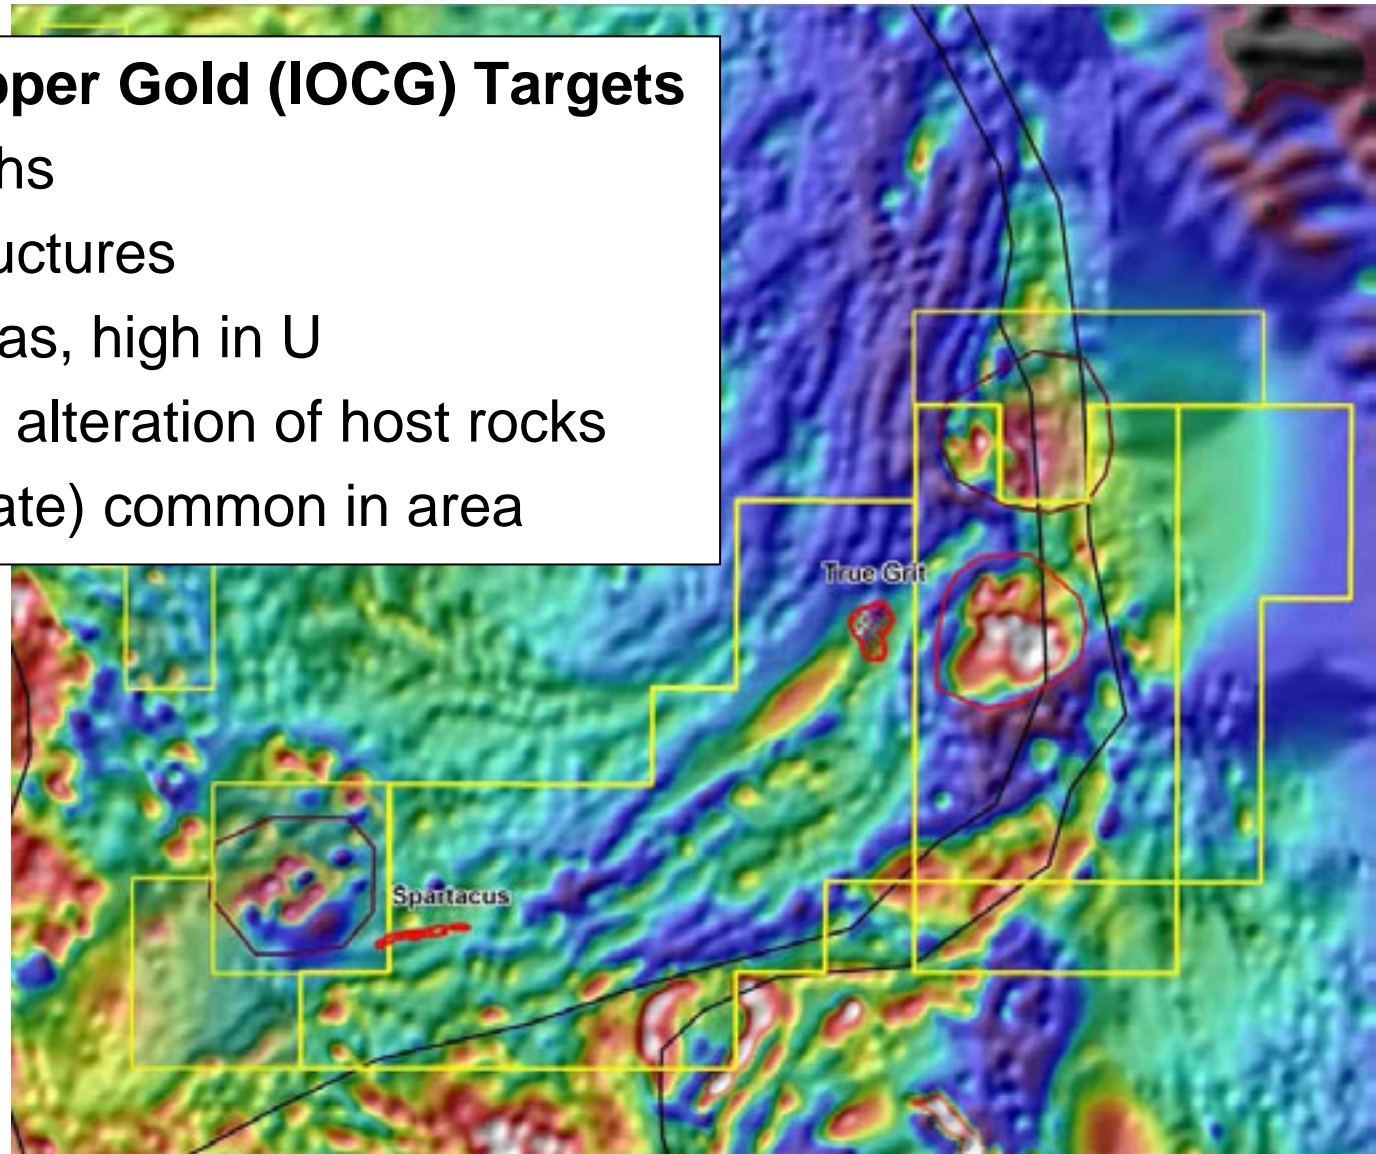 pper Gold (IOCG) Targets
hs
uctures
as, high in U
alteration of host rocks
ate) common in area
True Grit
Spartacus